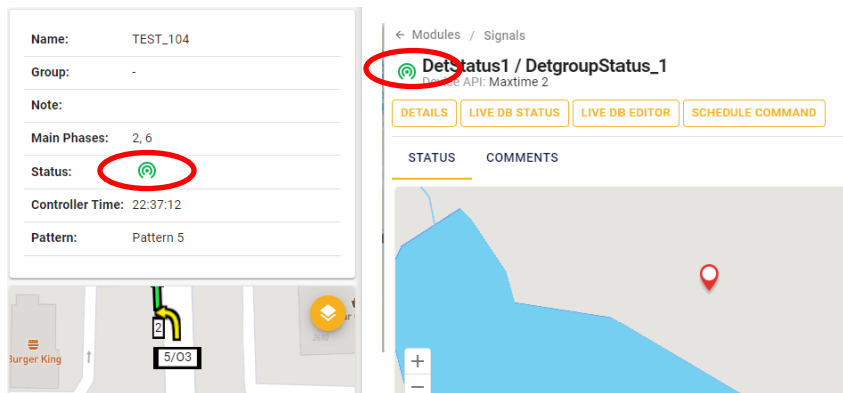 Name: TEST_104
Group: -
Note:
Main Phases: 2, 6
Status:
Controller Time: 22:37:12
Pattern: Pattern 5
2
5/O3
Burger King
← Modules / Signals
DetStatus1 / DetgroupStatus_1
Device API: Maxtime 2
DETAILS LIVE DB STATUS LIVE DB EDITOR SCHEDULE COMMAND
STATUS COMMENTS
+
−